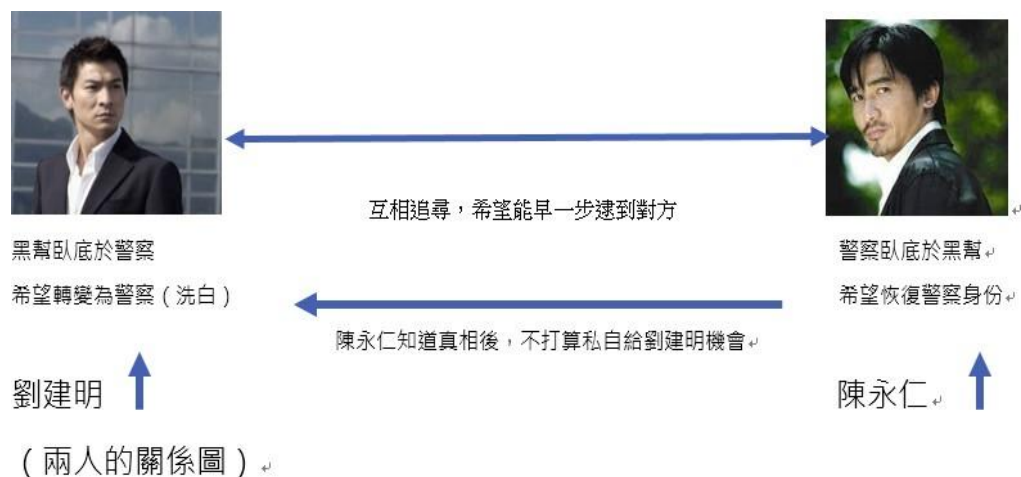 互相追尋，希望能早一步逮到對方
黑幫臥底於警察
警察臥底於黑幫
希望轉變為警察（洗白）
希望恢復警察身份
陳永仁知道真相後，不打算私自給劉建明機會
劉建明
陳永仁
（兩人的關係圖）